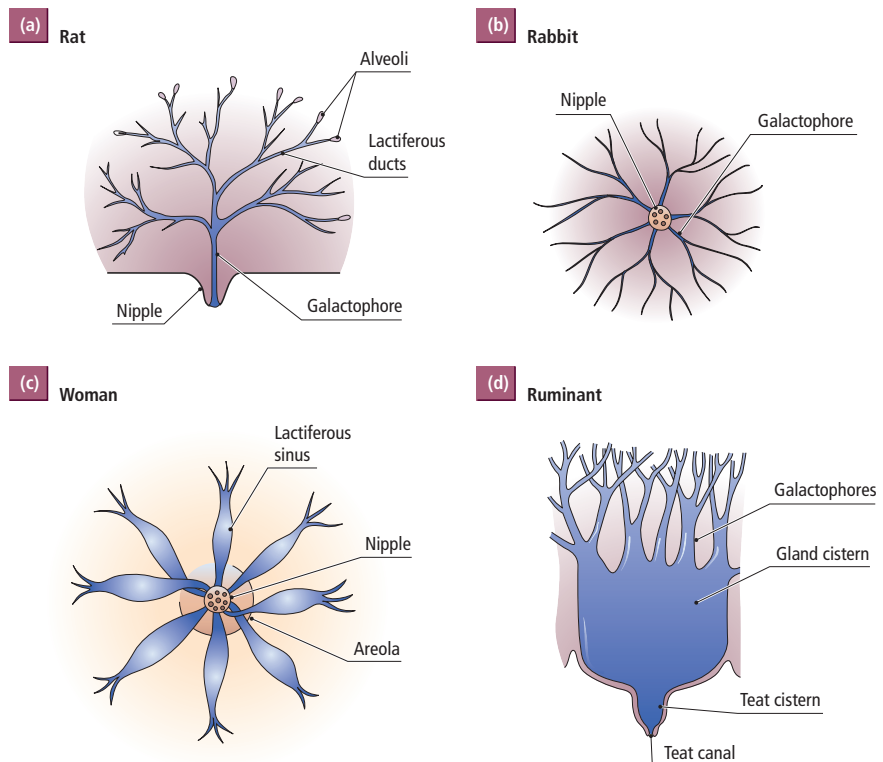 (a) Rat
Alveoli
Lactiferous
ducts
Nipple
Galactophore
(b) Rabbit
Nipple
Galactophore
(c) Woman
Lactiferous
sinus
Nipple
Areola
(d) Ruminant
Galactophores
Gland cistern
Teat cistern
Teat canal